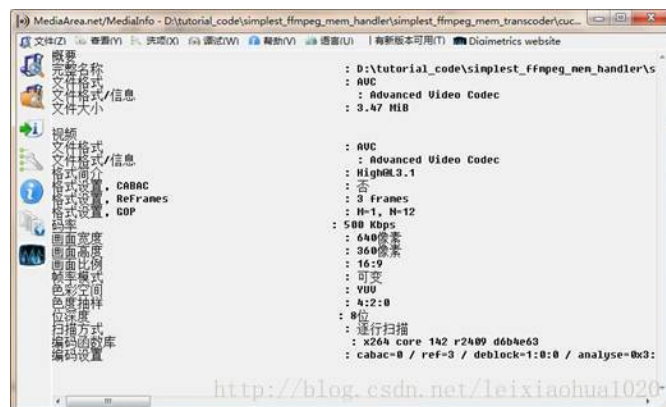 MediaArea.net/MediaInfo - D:\tutorial_code\simplest_ffmpeg_mem_handler\simplest_ffmpeg_mem_transcoder\cuc...
文件(Z) 查看(V) 选项(O) 调试(W) 帮助(V) 语言(U) 有新版本可用(T) Digimetrics website
概要
完整名称 : D:\tutorial_code\simplest_ffmpeg_mem_handler\s
文件格式 : AVC
文件格式/信息 : Advanced Video Codec
文件大小 : 3.47 MiB
视频
文件格式 : AVC
文件格式/信息 : Advanced Video Codec
格式简介 : High@L3.1
格式设置, CABAC : 否
格式设置, ReFrames : 3 frames
格式设置, GOP : M=1, N=12
码率 : 500 Kbps
画面宽度 : 640像素
画面高度 : 360像素
画面比例 : 16:9
帧率模式 : 可变
色彩空间 : YUV
色度抽样 : 4:2:0
位深度 : 8位
扫描方式 : 逐行扫描
编码函数库 : x264 core 142 r2409 d6b4e63
编码设置 : cabac=0 / ref=3 / deblock=1:0:0 / analyse=0x3:
http://blog.csdn.net/leixiaohua1020